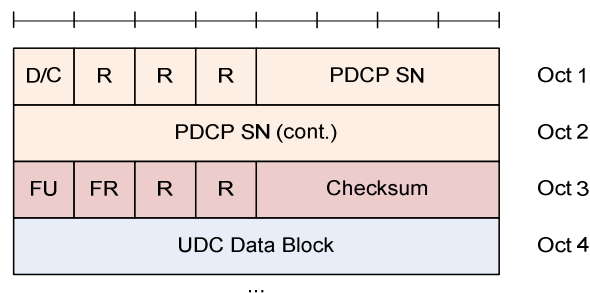 D/C R R R PDCP SN Oct 1
PDCP SN (cont.) Oct 2
FU FR R R Checksum Oct 3
UDC Data Block Oct 4
...